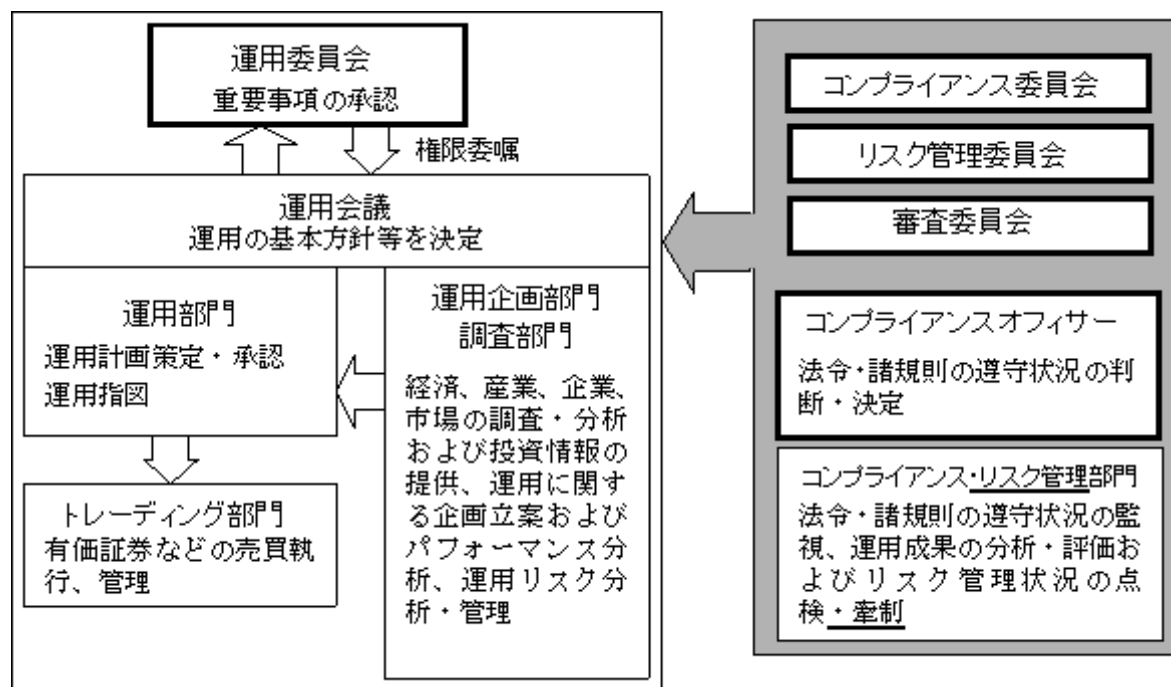 運用委員会
重要事項の承認
権限委嘱
運用会議
運用の基本方針等を決定
運用部門
運用計画策定・承認
運用指図
運用企画部門
調査部門
経済、産業、企業、
市場の調査・分析
および投資情報の
提供、運用に関す
る企画立案および
パフォーマンス分
析、運用リスク分
析・管理
トレーディング部門
有価証券などの売買執
行、管理
コンプライアンス委員会
リスク管理委員会
審査委員会
コンプライアンスオフィサー
法令・諸規則の遵守状況の判
断・決定
コンプライアンス・リスク管理部門
法令・諸規則の遵守状況の監
視、運用成果の分析・評価お
よびリスク管理状況の点
検・牽制